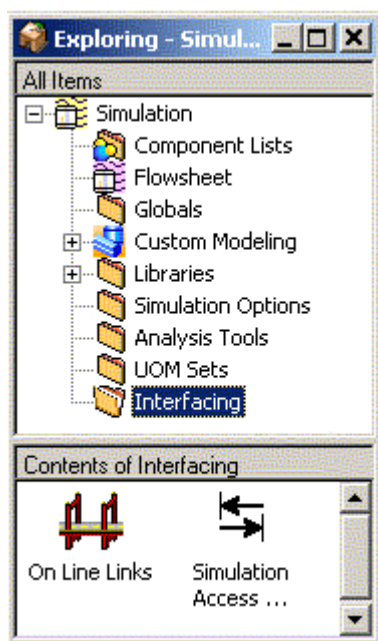 Exploring - Simul...
All Items
Simulation
Component Lists
Flowsheet
Globals
Custom Modeling
Libraries
Simulation Options
Analysis Tools
UOM Sets
Interfacing
Contents of Interfacing
On Line Links
Simulation
Access ...